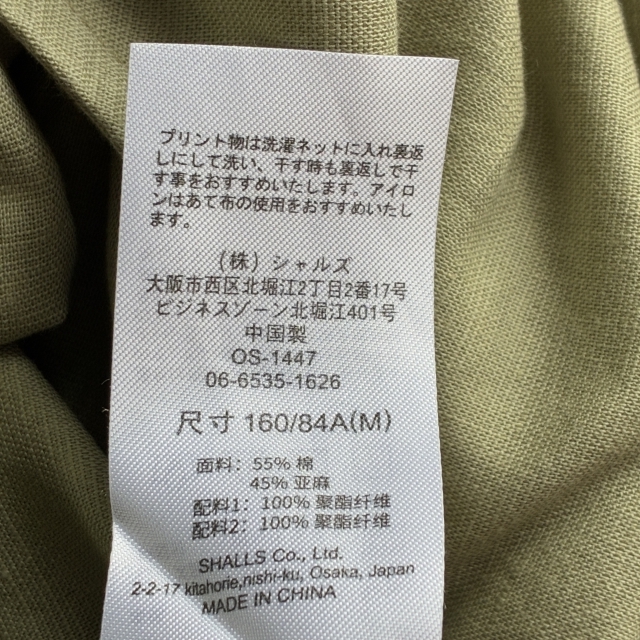 プリント物は洗濯ネットに入れ裏返
しにして洗い、干す時も裏返しで干
す事をおすすめいたします。アイロ
ンはあて布の使用をおすすめいたし
ます。
（株）シャルズ
大阪市西区北堀江2丁目2番17号
ビジネスゾーン北堀江401号
中国製
OS-1447
06-6535-1626
尺寸 160/84A(M)
面料：55% 棉
45% 亚麻
配料1：100% 聚酯纤维
配料2：100% 聚酯纤维
SHALLS Co., Ltd.
2-2-17 kitahorie,nishi-ku, Osaka, Japan
MADE IN CHINA